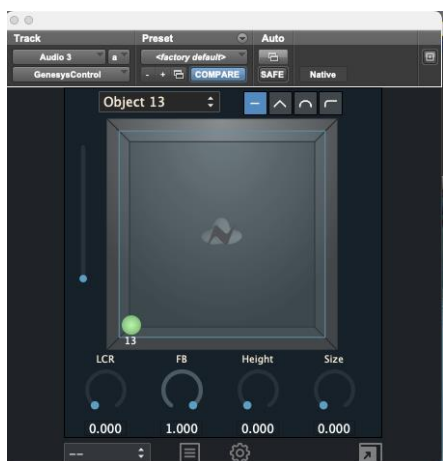 Track Preset Auto
Audio 3 a <factory default>
GenesysControl - + COMPARE SAFE Native
Object 13
13
LCR FB Height Size
0.000 1.000 0.000 0.000
--